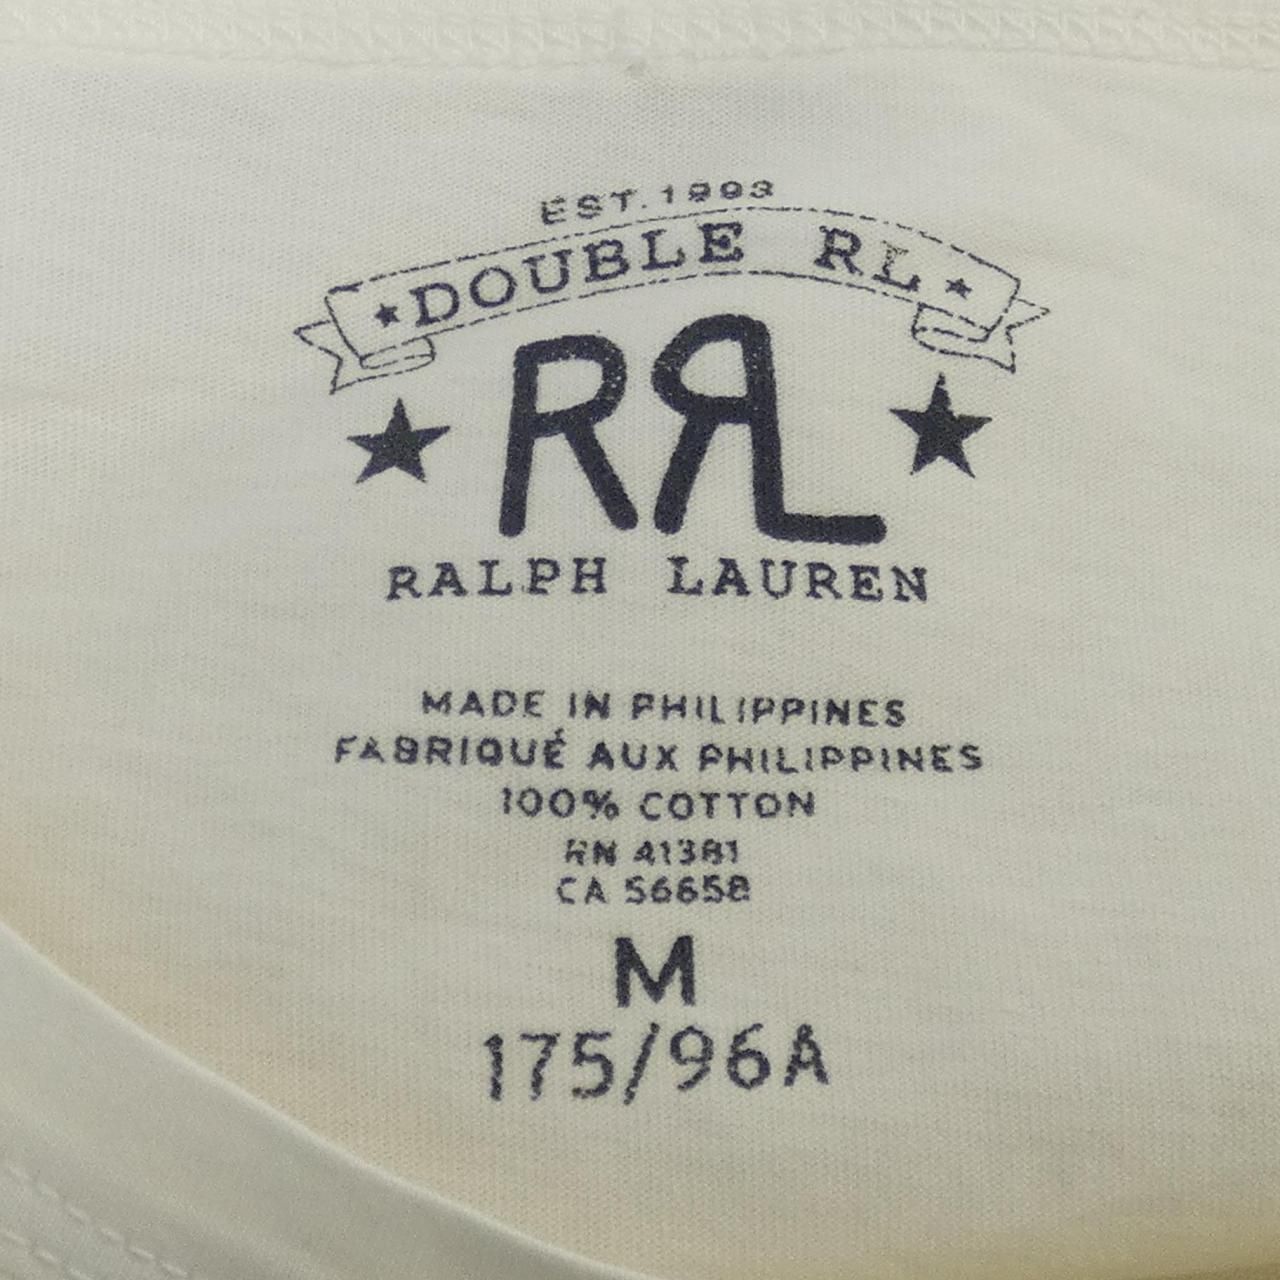 EST. 1993
DOUBLE RL
RRL
RALPH LAUREN
MADE IN PHILIPPINES
FABRIQUÉ AUX PHILIPPINES
100% COTTON
RN 41381
CA 56658
M
175/96A